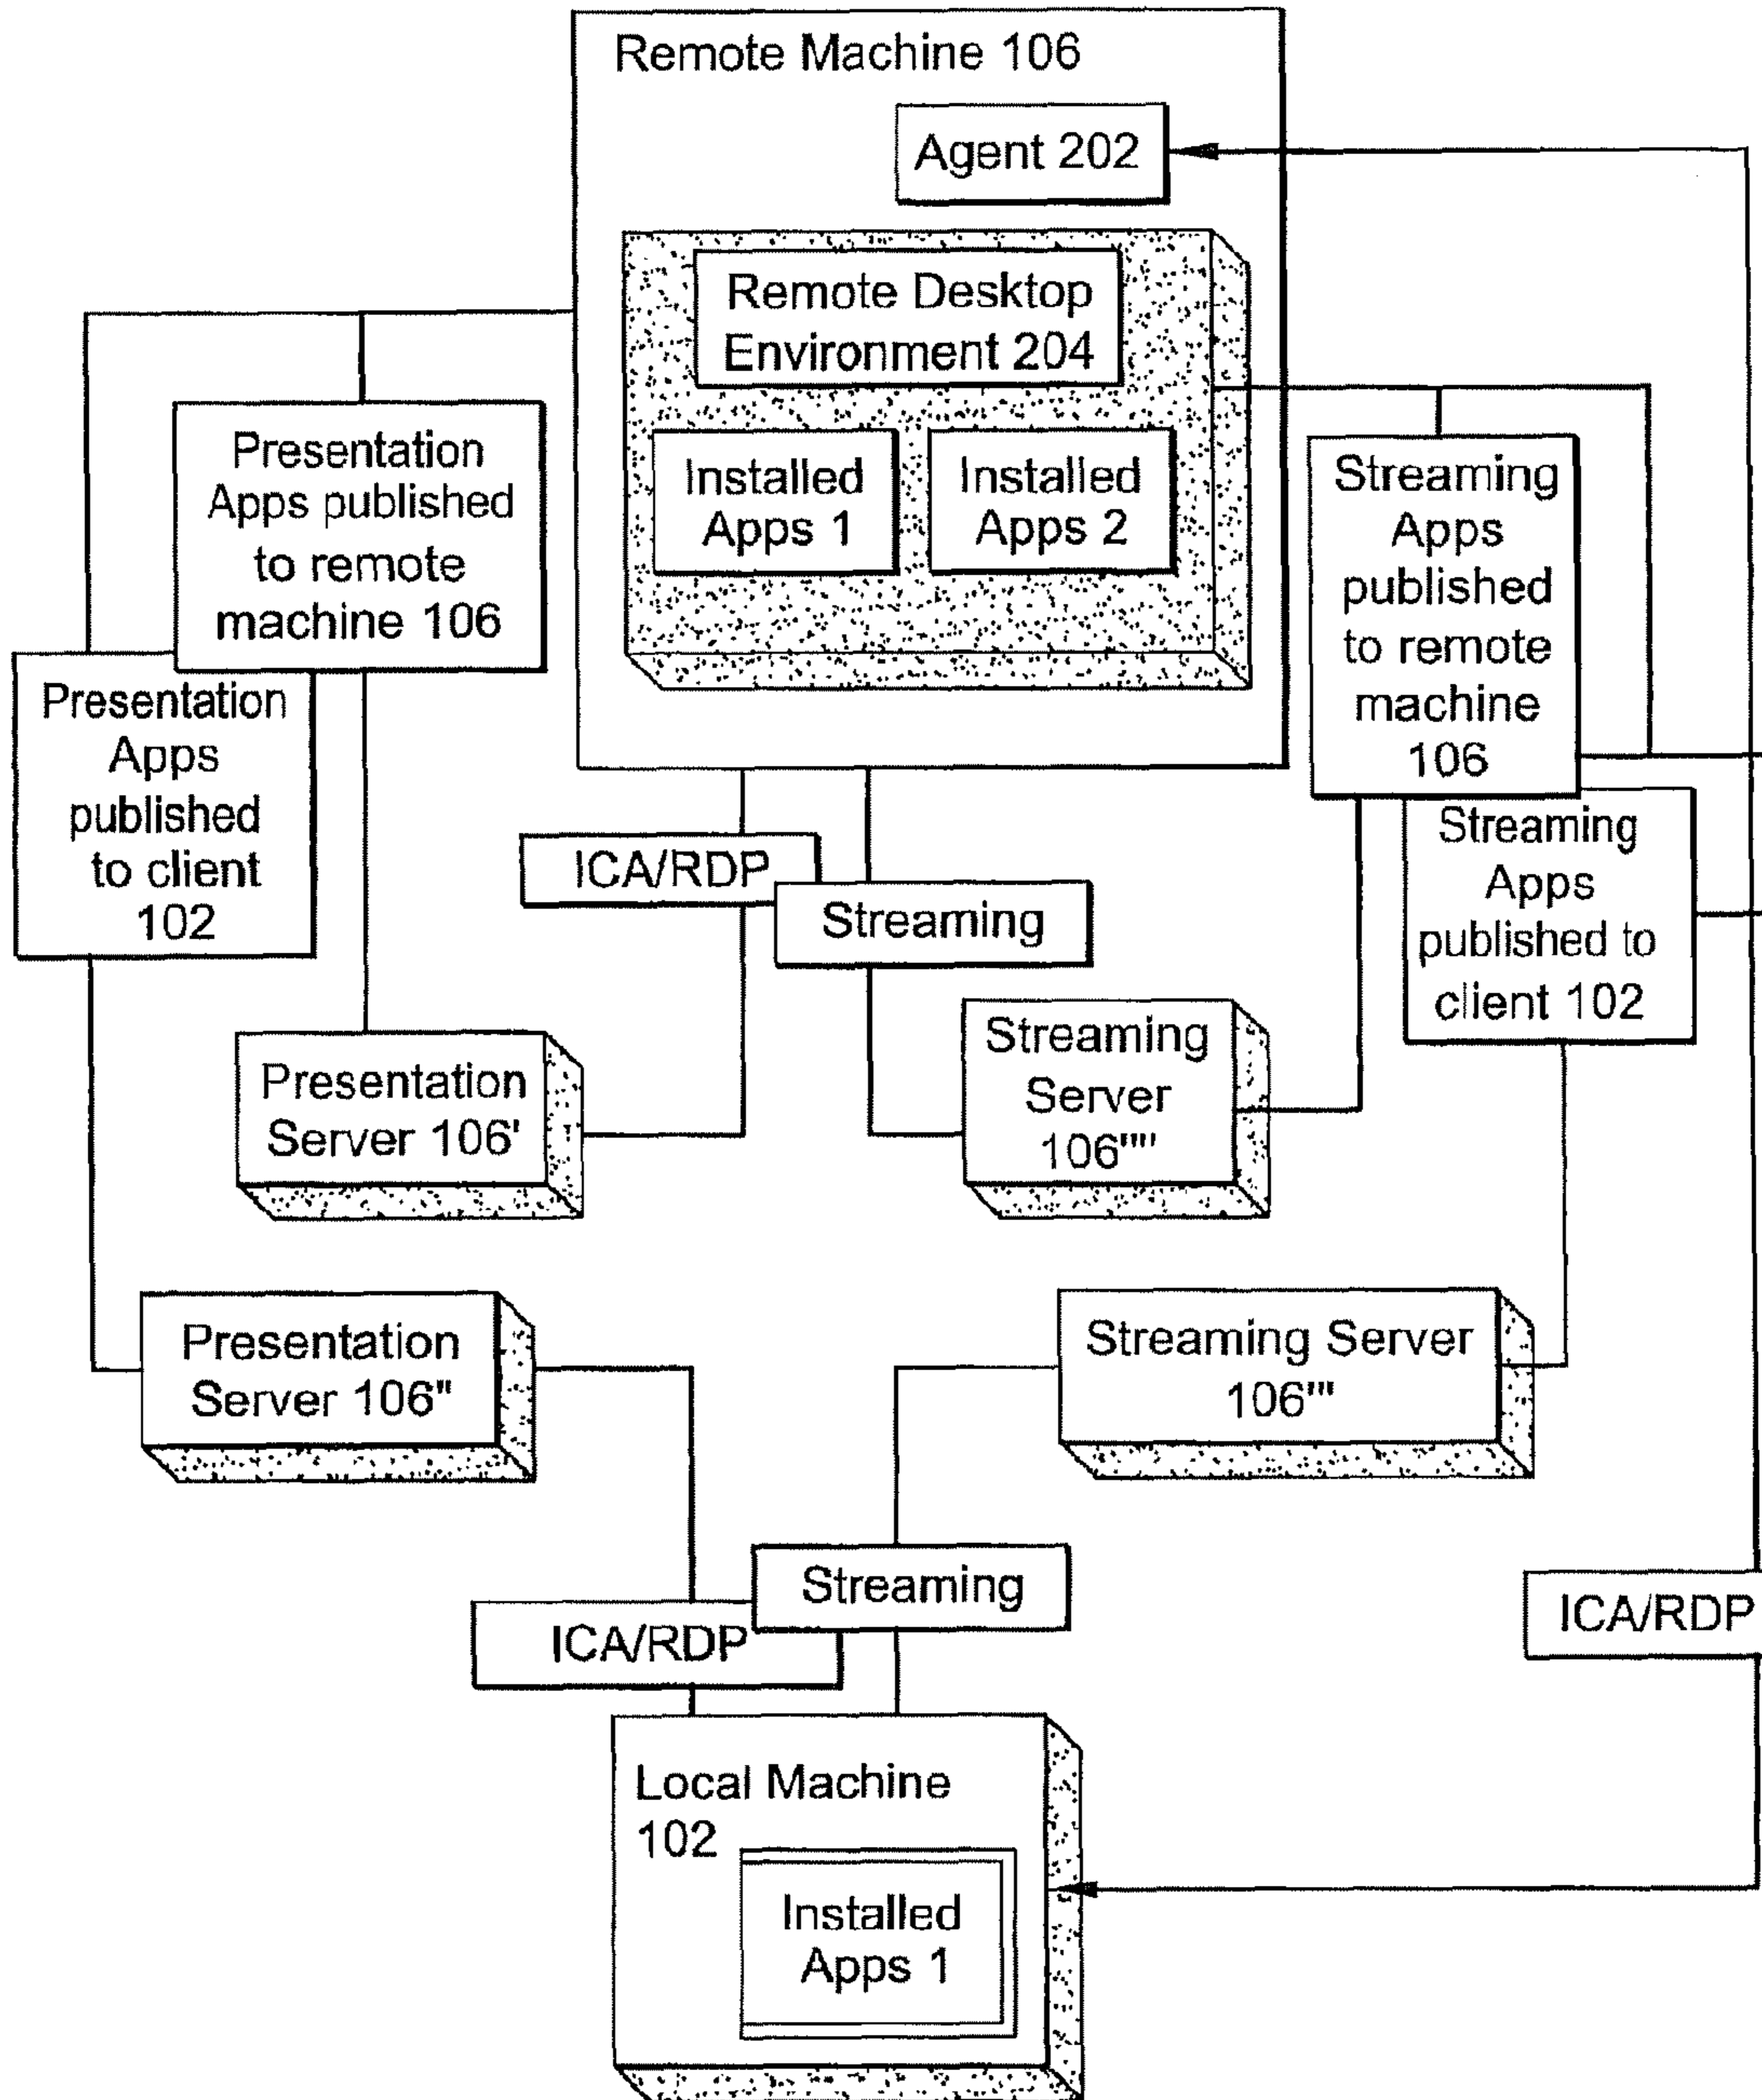 Remote Machine 106
Agent 202
Remote Desktop
Environment 204
Installed
Apps 1
Installed
Apps 2
Presentation
Apps published
to remote
machine 106
Presentation
Apps
published
to client
102
Streaming
Apps
published
to remote
machine
106
Streaming
Apps
published to
client 102
ICA/RDP
Streaming
Presentation
Server 106'
Streaming
Server
106''''
Presentation
Server 106"
Streaming Server
106'''
Streaming
ICA/RDP
ICA/RDP
Local Machine
102
Installed
Apps 1